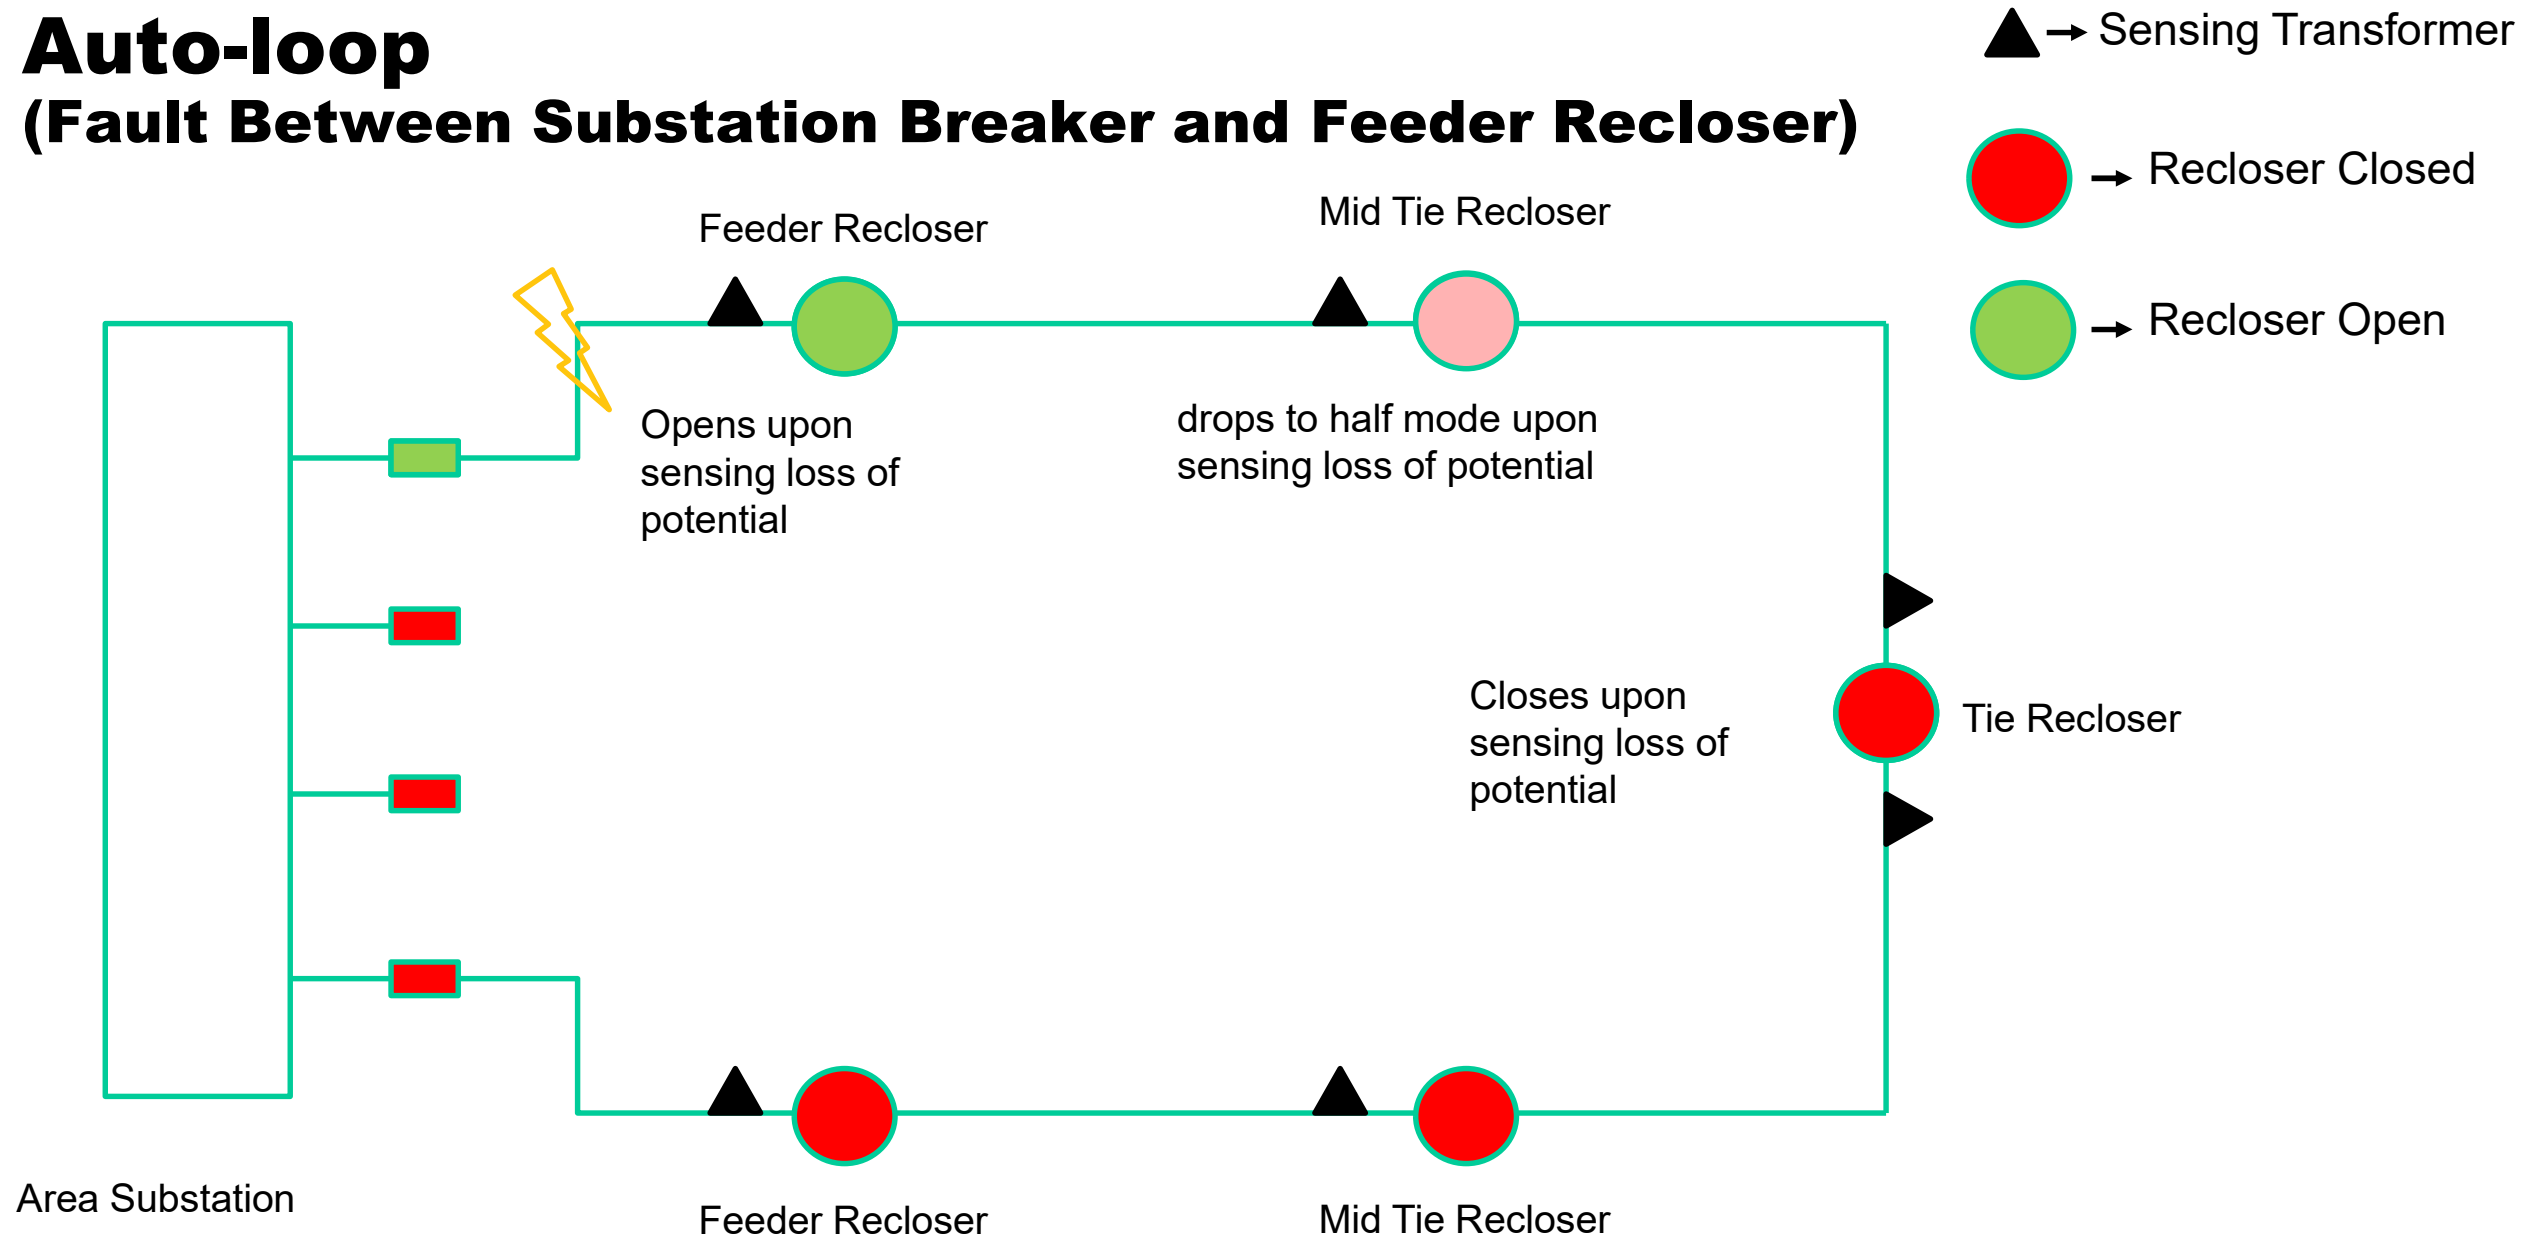 Auto-loop
(Fault Between Substation Breaker and Feeder Recloser)
Sensing Transformer
Recloser Closed
Recloser Open
Feeder Recloser
Mid Tie Recloser
Opens upon
sensing loss of
potential
drops to half mode upon
sensing loss of potential
Closes upon
sensing loss of
potential
Tie Recloser
Area Substation
Feeder Recloser
Mid Tie Recloser